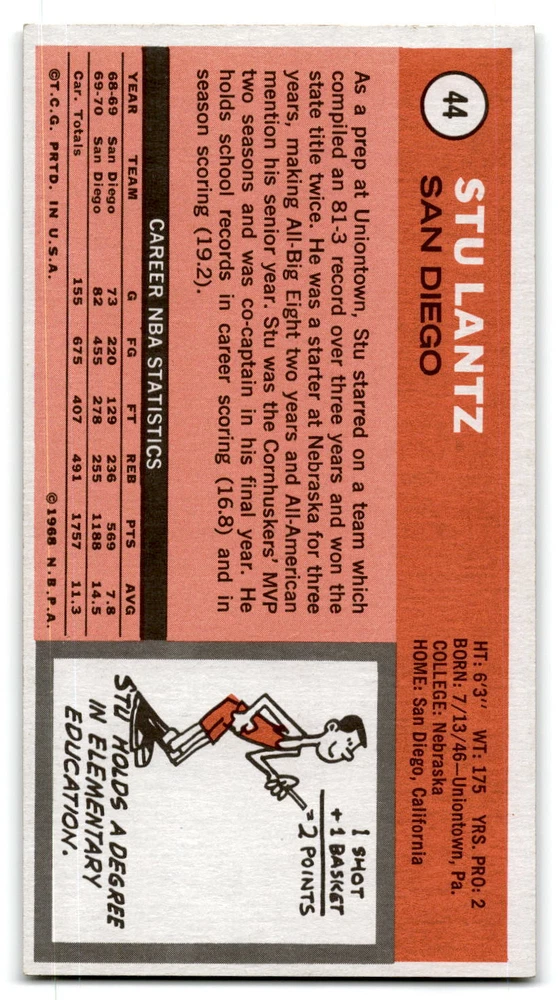 44
STU LANTZ
SAN DIEGO
HT: 6'3" WT: 175 YRS. PRO: 2
BORN: 7/13/46—Uniontown, Pa.
COLLEGE: Nebraska
HOME: San Diego, California
As a prep at Uniontown, Stu starred on a team which
compiled an 81-3 record over three years and won the
state title twice. He was a starter at Nebraska for three
years, making All-Big Eight two years and All-American
mention his senior year. Stu was the Cornhuskers' MVP
two seasons and was co-captain in his final year. He
holds school records in career scoring (16.8) and in
season scoring (19.2).
CAREER NBA STATISTICS
YEAR TEAM G FG FT REB PTS AVG
68-69 San Diego 73 220 129 236 569 7.8
69-70 San Diego 82 455 278 255 1188 14.5
Car. Totals 155 675 407 491 1757 11.3
©T.C.G. PRTD. IN U.S.A. ©1968 N.B.P.A.
1 SHOT
+ 1 BASKET
= 2 POINTS
STU HOLDS A DEGREE
IN ELEMENTARY
EDUCATION.